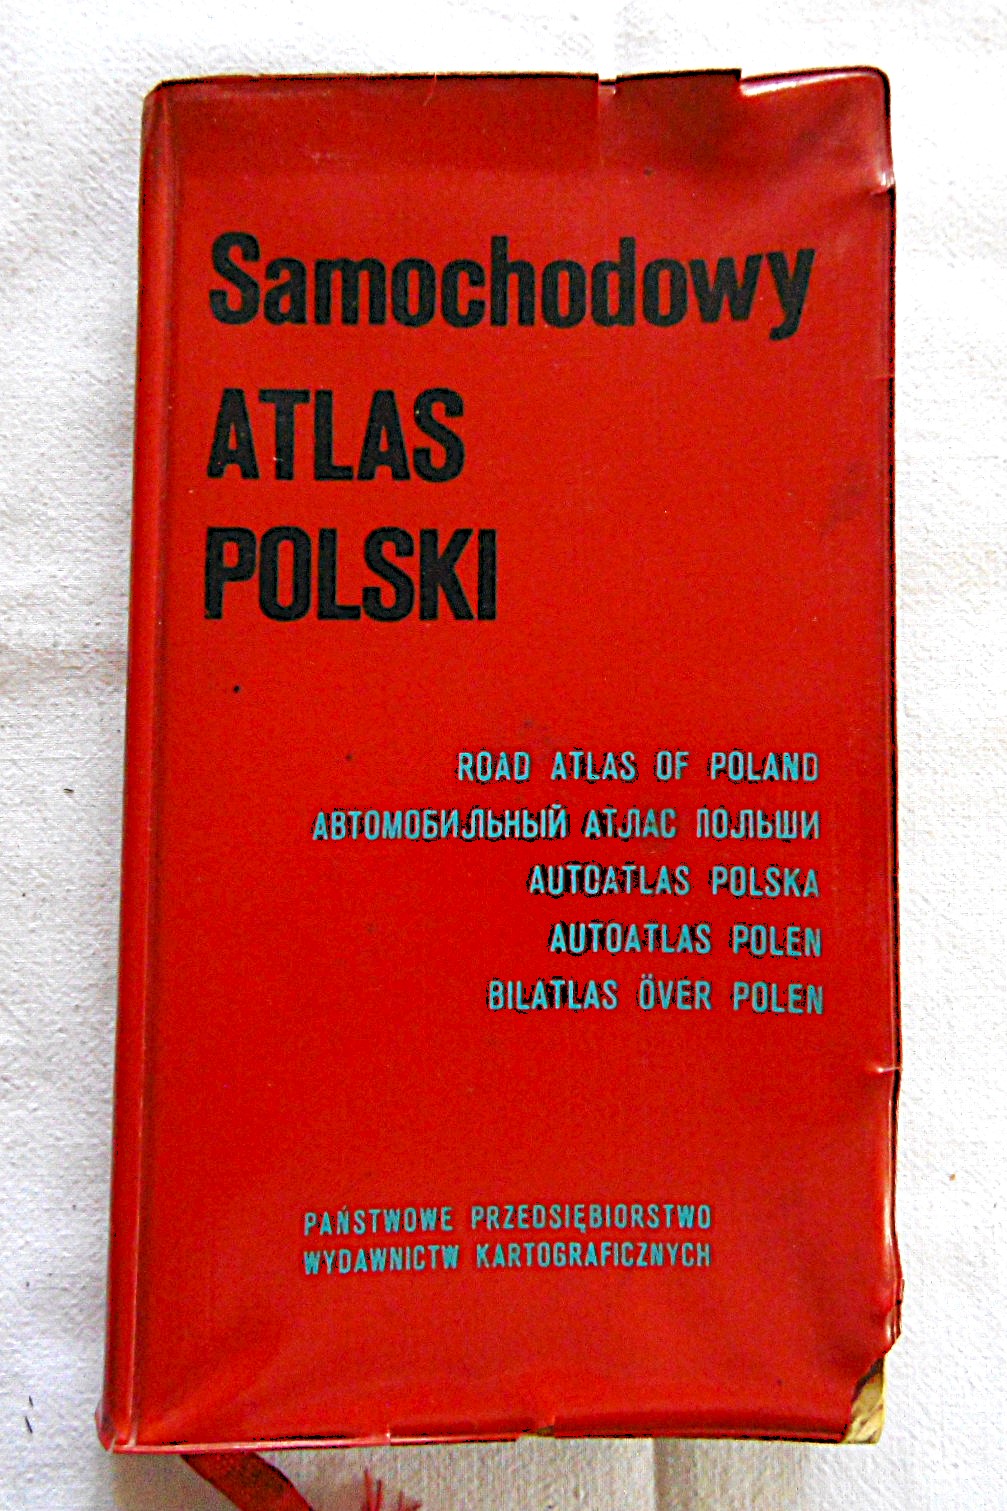 Samochodowy
ATLAS
POLSKI
ROAD ATLAS OF POLAND
АВТОМОБИЛЬНЫЙ АТЛАС ПОЛЬШИ
AUTOATLAS POLSKA
AUTOATLAS POLEN
BILATLAS ÖVER POLEN
PAŃSTWOWE PRZEDSIĘBIORSTWO
WYDAWNICTW KARTOGRAFICZNYCH